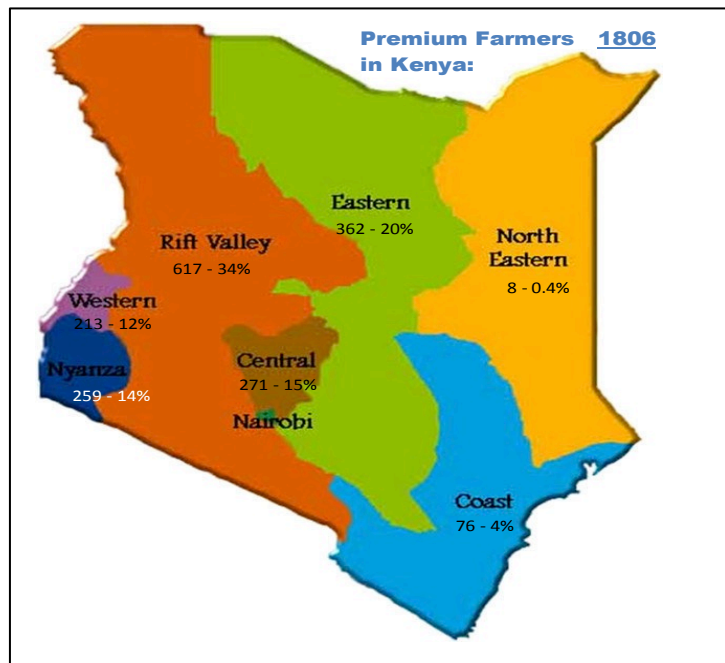 Premium Farmers 1806
in Kenya:
Eastern
362 - 20%
Rift Valley
617 - 34%
North
Eastern
8 - 0.4%
Western
213 - 12%
Nyanza
259 - 14%
Central
271 - 15%
Nairobi
Coast
76 - 4%